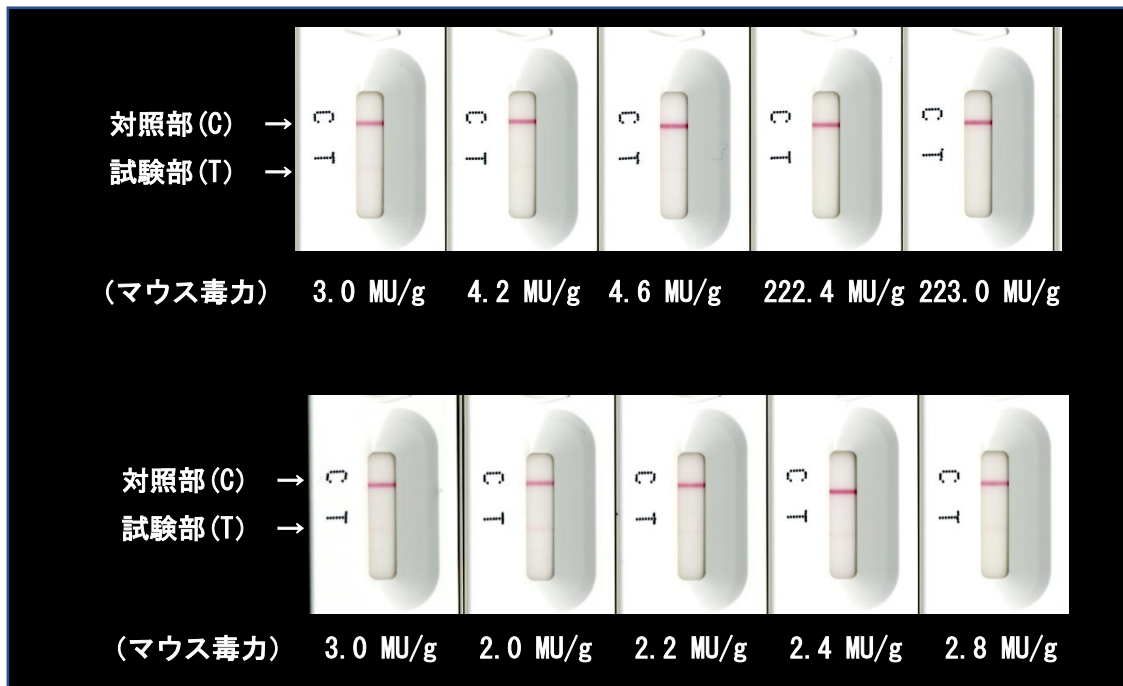 対照部(C) →
試験部(T) →
C T
C T
C T
C T
C T
(マウス毒力) 3.0 MU/g 4.2 MU/g 4.6 MU/g 222.4 MU/g 223.0 MU/g
対照部(C) →
試験部(T) →
C T
C T
C T
C T
C T
(マウス毒力) 3.0 MU/g 2.0 MU/g 2.2 MU/g 2.4 MU/g 2.8 MU/g